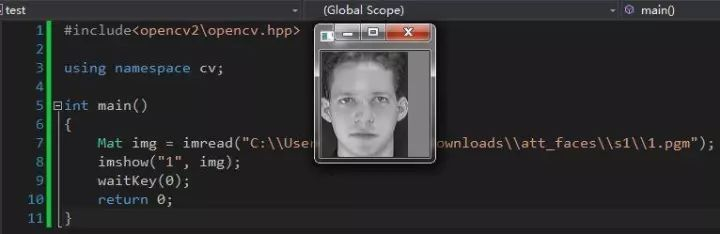 test (Global Scope) main()
1 #include<opencv2\opencv.hpp>
2
3 using namespace cv;
4
5 int main()
6 {
7 Mat img = imread("C:\\User ownloads\\att_faces\\s1\\1.pgm");
8 imshow("1", img);
9 waitKey(0);
10 return 0;
11 }